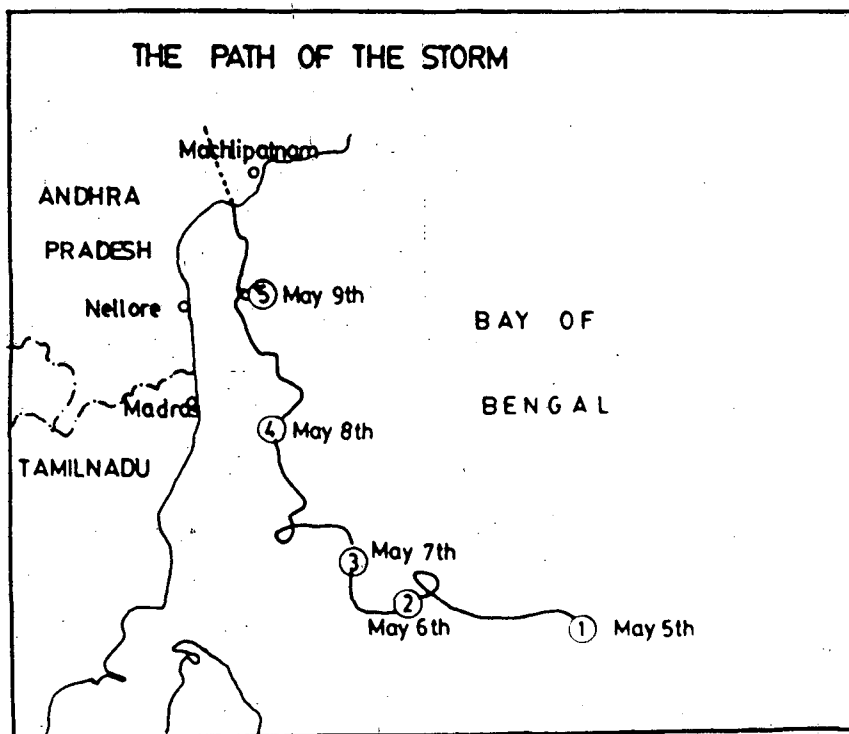 THE PATH OF THE STORM
Machlipatnam
ANDHRA
PRADESH
5 May 9th
Nellore
BAY OF
Madras
BENGAL
4 May 8th
TAMILNADU
3 May 7th
2
May 6th
1 May 5th